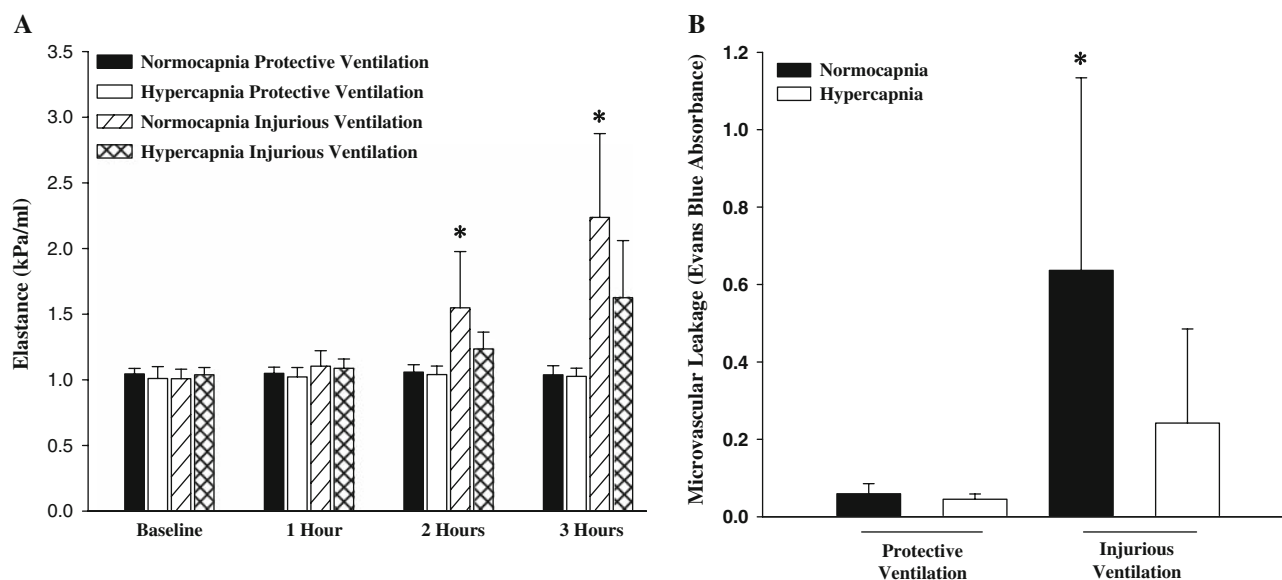 A
Elastance (kPa/ml)
3.5
3.0
2.5
2.0
1.5
1.0
0.5
0.0
Normocapnia Protective Ventilation
Hypercapnia Protective Ventilation
Normocapnia Injurious Ventilation
Hypercapnia Injurious Ventilation
*
*
Baseline
1 Hour
2 Hours
3 Hours
B
Microvascular Leakage (Evans Blue Absorbance)
1.2
1.0
0.8
0.6
0.4
0.2
0.0
Normocapnia
Hypercapnia
*
Protective
Ventilation
Injurious
Ventilation